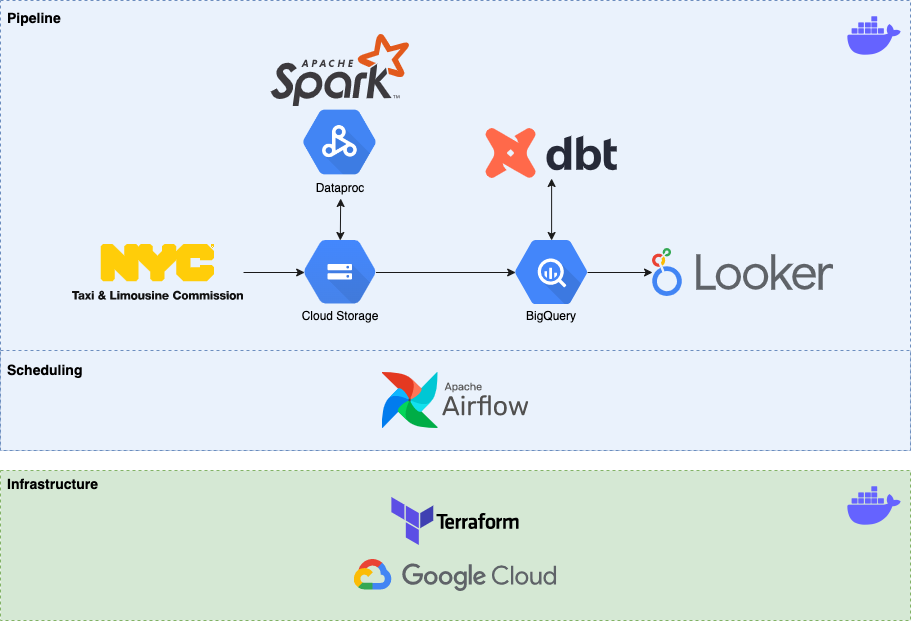 Pipeline
APACHE
Spark™
Dataproc
dbt
NYC
Taxi & Limousine Commission
Cloud Storage
BigQuery
Looker
Scheduling
Apache
Airflow
Infrastructure
Terraform
Google Cloud